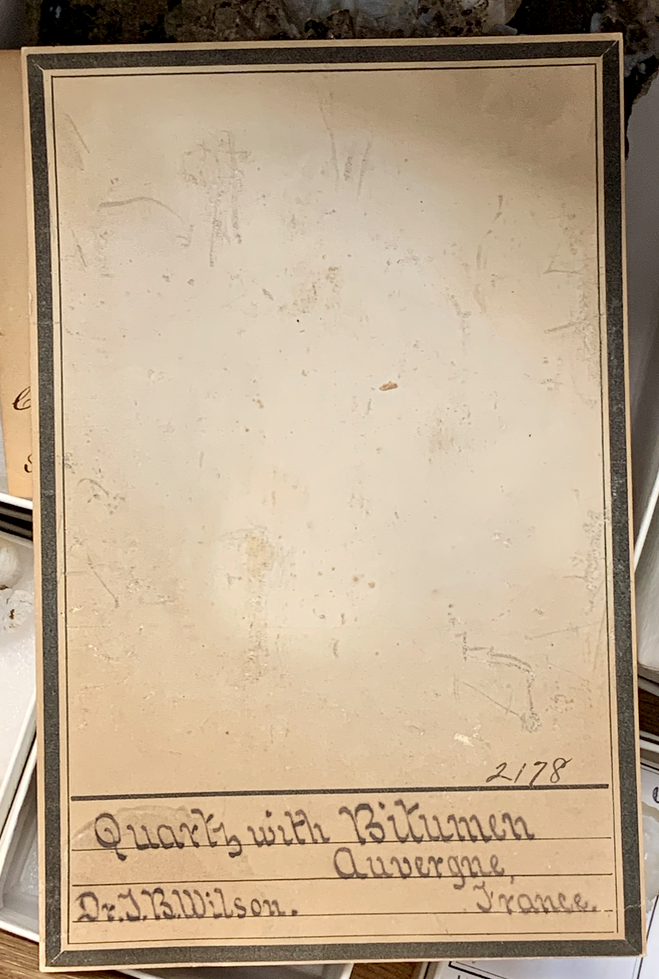 2178
Quartz with Bitumen
Auvergne,
Dr. T.B. Wilson. France.